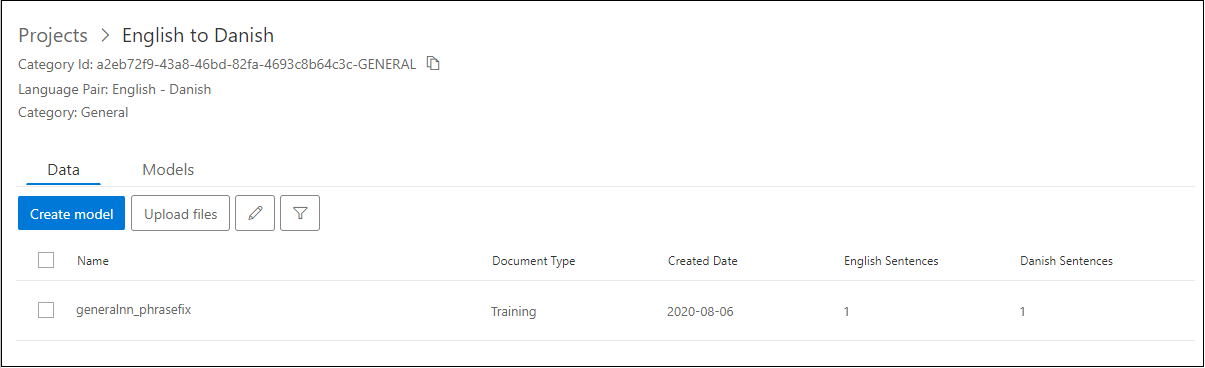 Projects > English to Danish
Category Id: a2eb72f9-43a8-46bd-82fa-4693c8b64c3c-GENERAL
Language Pair: English - Danish
Category: General
Data Models
Create model Upload files
Name Document Type Created Date English Sentences Danish Sentences
generalnn_phrasefix Training 2020-08-06 1 1